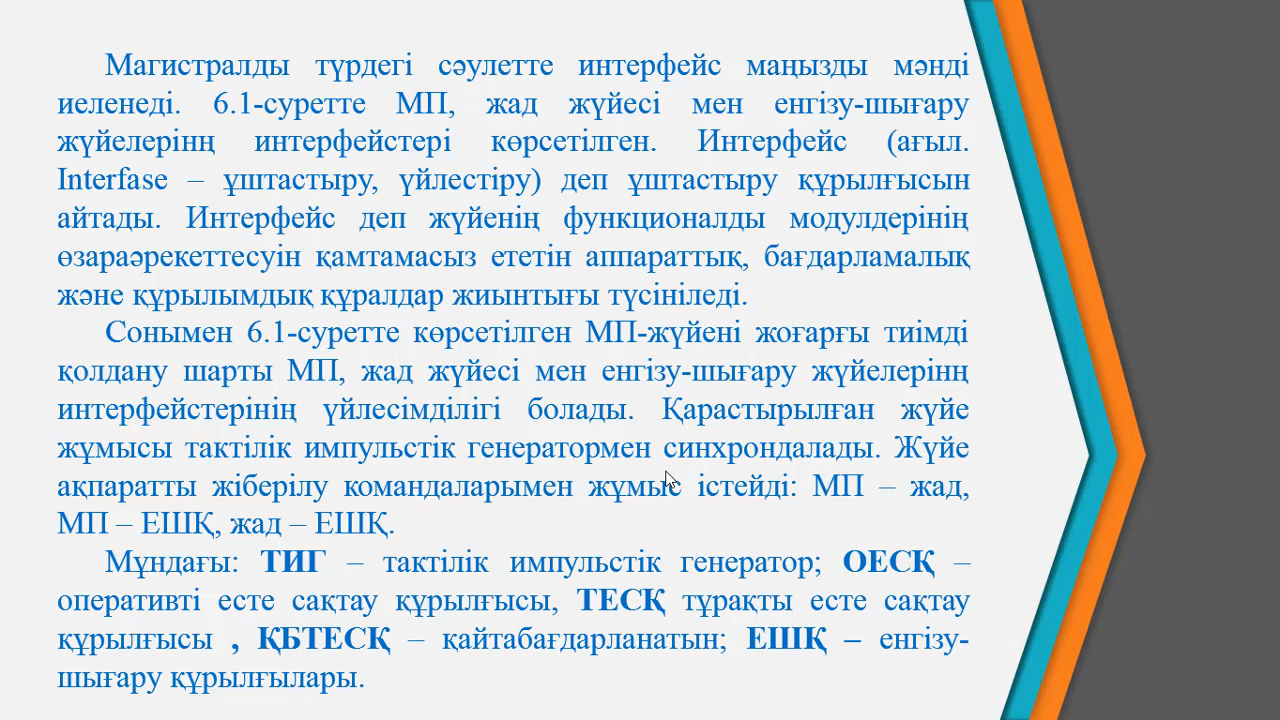 Магистралды түрдегі сәулетте интерфейс маңызды мәнді
иеленеді. 6.1-суретте МП, жад жүйесі мен енгізу-шығару
жүйелерінң интерфейстері көрсетілген. Интерфейс (ағыл.
Interfase – ұштастыру, үйлестіру) деп ұштастыру құрылғысын
айтады. Интерфейс деп жүйенің функционалды модулдерінің
өзараәрекеттесуін қамтамасыз ететін аппараттық, бағдарламалық
және құрылымдық құралдар жиынтығы түсініледі.
Сонымен 6.1-суретте көрсетілген МП-жүйені жоғарғы тиімді
қолдану шарты МП, жад жүйесі мен енгізу-шығару жүйелерінң
интерфейстерінің үйлесімділігі болады. Қарастырылған жүйе
жұмысы тактілік импульстік генератормен синхрондалады. Жүйе
ақпаратты жіберілу командаларымен жұмыс істейді: МП – жад,
МП – ЕШҚ, жад – ЕШҚ.
Мұндағы: ТИГ – тактілік импульстік генератор; ОЕСҚ –
оперативті есте сақтау құрылғысы, ТЕСҚ тұрақты есте сақтау
құрылғысы , ҚБТЕСҚ – қайтабағдарланатын; ЕШҚ – енгізу-
шығару құрылғылары.